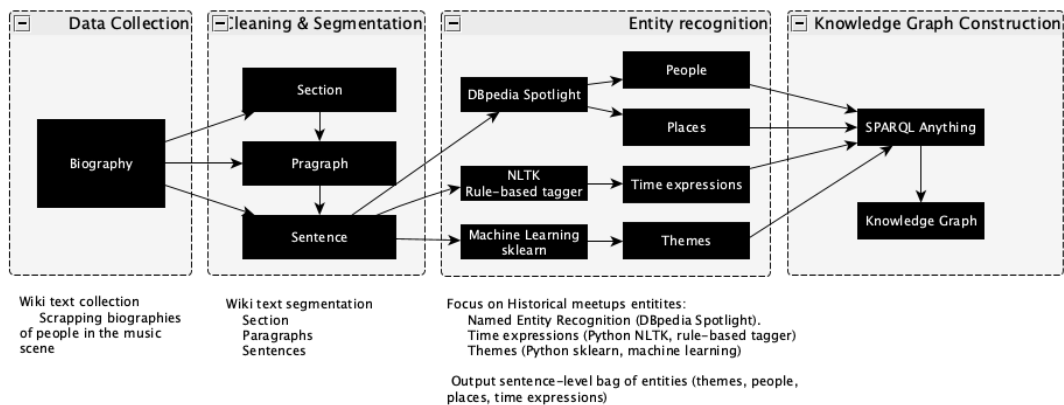 Data Collection
Cleaning & Segmentation
Entity recognition
Knowledge Graph Construction
Biography
Section
Pragraph
Sentence
DBpedia Spotlight
NLTK
Rule-based tagger
Machine Learning
sklearn
People
Places
Time expressions
Themes
SPARQL Anything
Knowledge Graph
Wiki text collection
Scrapping biographies
of people in the music
scene
Wiki text segmentation
Section
Paragraphs
Sentences
Focus on Historical meetups entitites:
Named Entity Recognition (DBpedia Spotlight).
Time expressions (Python NLTK, rule-based tagger)
Themes (Python sklearn, machine learning)
Output sentence-level bag of entities (themes, people,
places, time expressions)